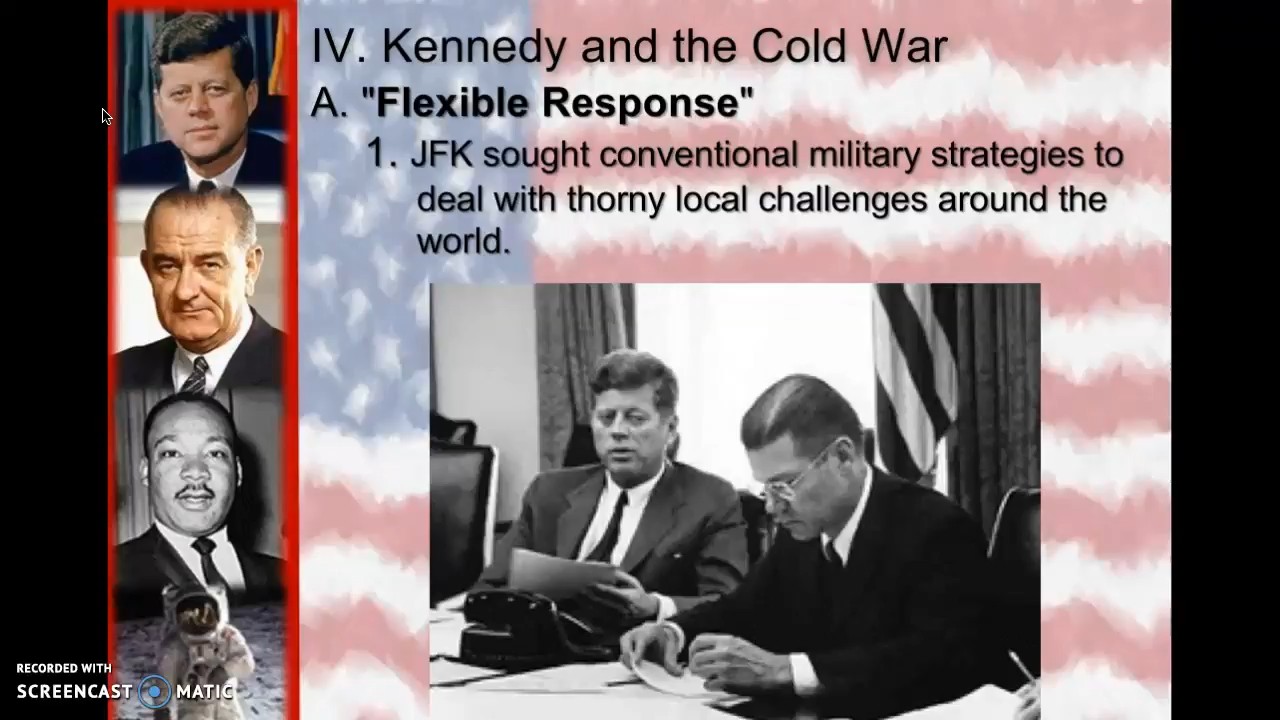 IV. Kennedy and the Cold War
A. "Flexible Response"
1. JFK sought conventional military strategies to
deal with thorny local challenges around the
world.
RECORDED WITH
SCREENCAST MATIC